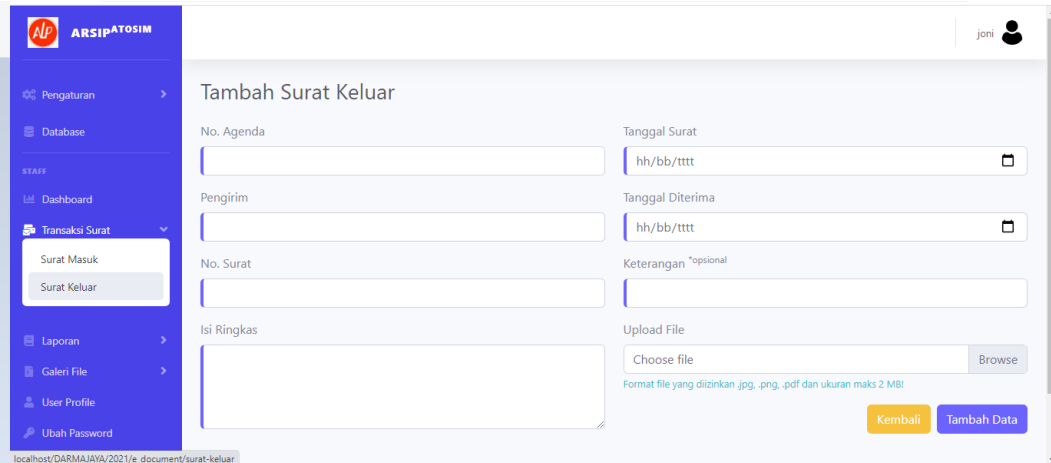 ALP ARSIPATOSIM
joni
Pengaturan
Database
STAFF
Dashboard
Transaksi Surat
Surat Masuk
Surat Keluar
Laporan
Galeri File
User Profile
Ubah Password
Tambah Surat Keluar
No. Agenda
Tanggal Surat
hh/bb/tttt
Pengirim
Tanggal Diterima
hh/bb/tttt
No. Surat
Keterangan *opsional
Isi Ringkas
Upload File
Choose file Browse
Format file yang diizinkan .jpg, .png, .pdf dan ukuran maks 2 MB!
Kembali Tambah Data
localhost/DARMAJAYA/2021/e_document/surat-keluar